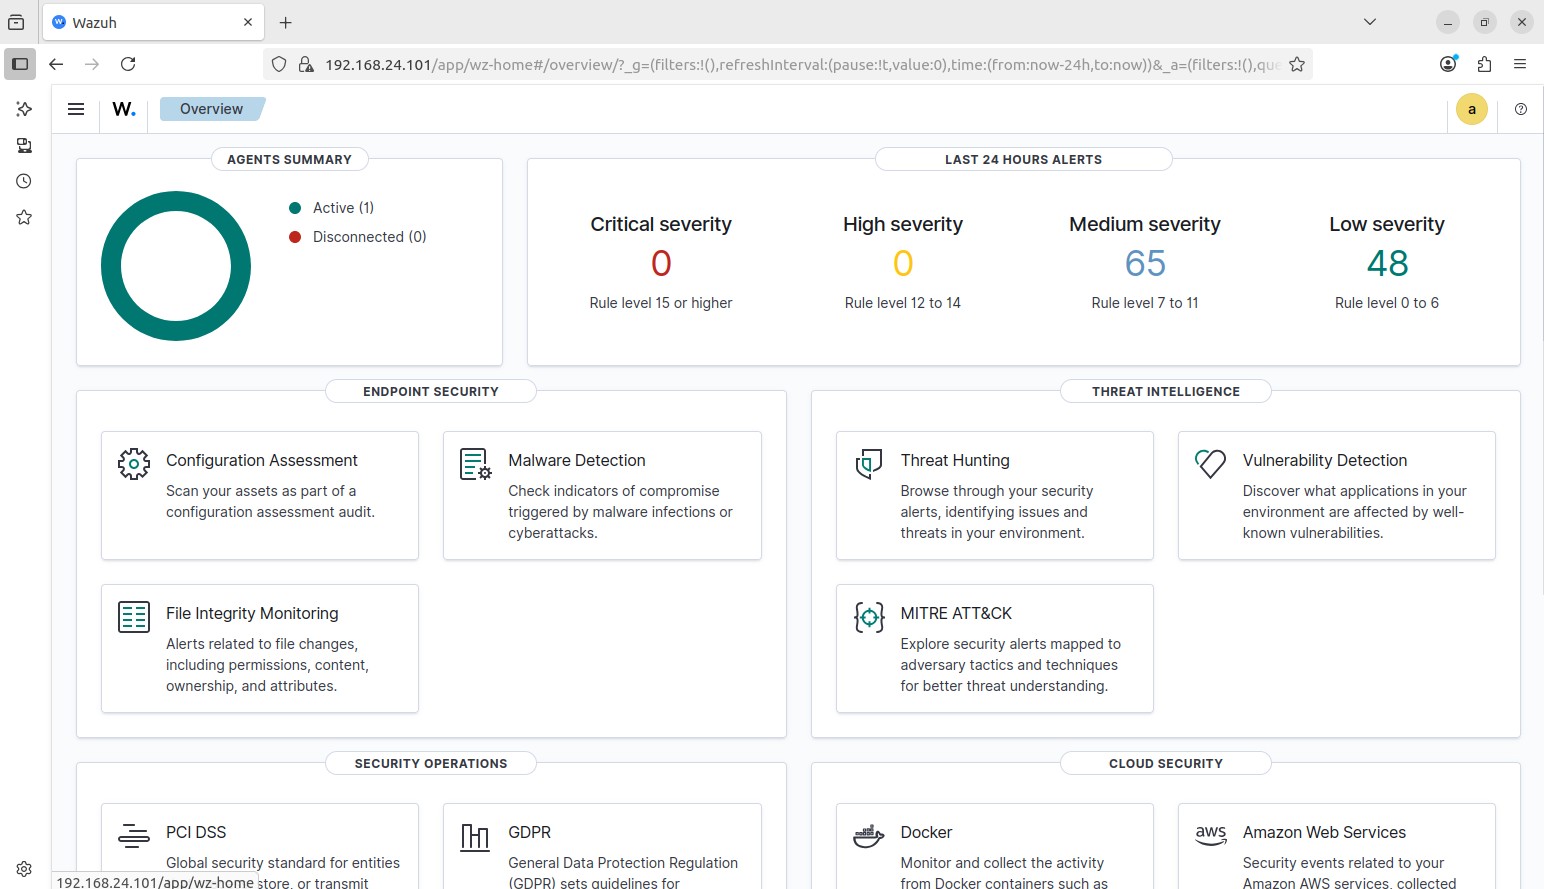 Wazuh
192.168.24.101/app/wz-home#/overview/?_g=(filters:!(),refreshInterval:(pause:!t,value:0),time:(from:now-24h,to:now))&_a=(filters:!(),que
W.
Overview
a
AGENTS SUMMARY
Active (1)
Disconnected (0)
LAST 24 HOURS ALERTS
Critical severity
0
Rule level 15 or higher
High severity
0
Rule level 12 to 14
Medium severity
65
Rule level 7 to 11
Low severity
48
Rule level 0 to 6
ENDPOINT SECURITY
Configuration Assessment
Scan your assets as part of a
configuration assessment audit.
Malware Detection
Check indicators of compromise
triggered by malware infections or
cyberattacks.
File Integrity Monitoring
Alerts related to file changes,
including permissions, content,
ownership, and attributes.
THREAT INTELLIGENCE
Threat Hunting
Browse through your security
alerts, identifying issues and
threats in your environment.
Vulnerability Detection
Discover what applications in your
environment are affected by well-
known vulnerabilities.
MITRE ATT&CK
Explore security alerts mapped to
adversary tactics and techniques
for better threat understanding.
SECURITY OPERATIONS
PCI DSS
Global security standard for entities
store, or transmit
GDPR
General Data Protection Regulation
(GDPR) sets guidelines for
CLOUD SECURITY
Docker
Monitor and collect the activity
from Docker containers such as
aws
Amazon Web Services
Security events related to your
Amazon AWS services, collected
192.168.24.101/app/wz-home